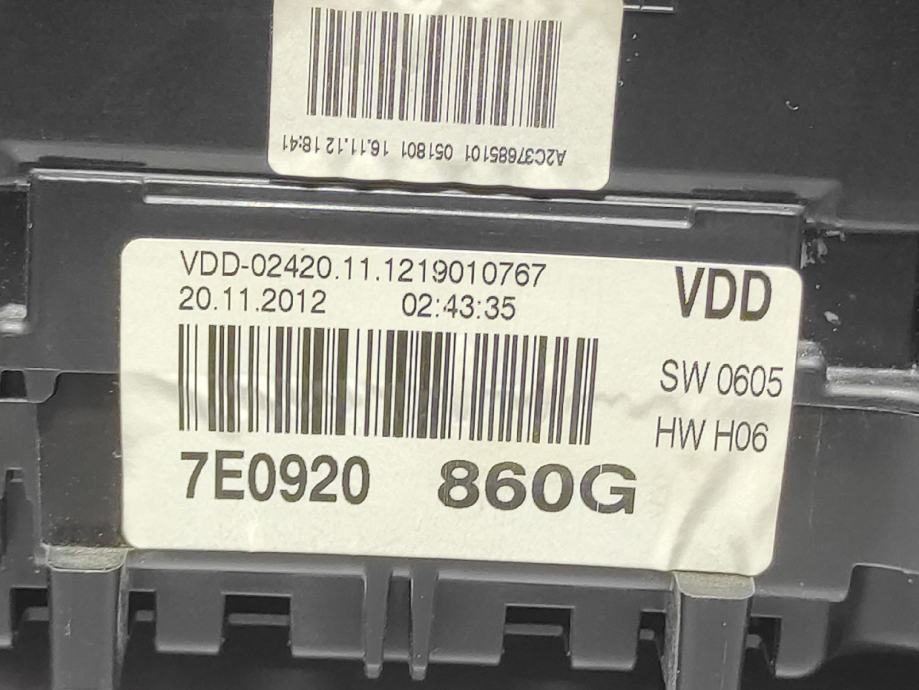 A2C37685101 051801 16.11.12 18:41
VDD-02420.11.1219010767
VDD
20.11.2012 02:43:35
SW 0605
HW H06
7E0920 860G